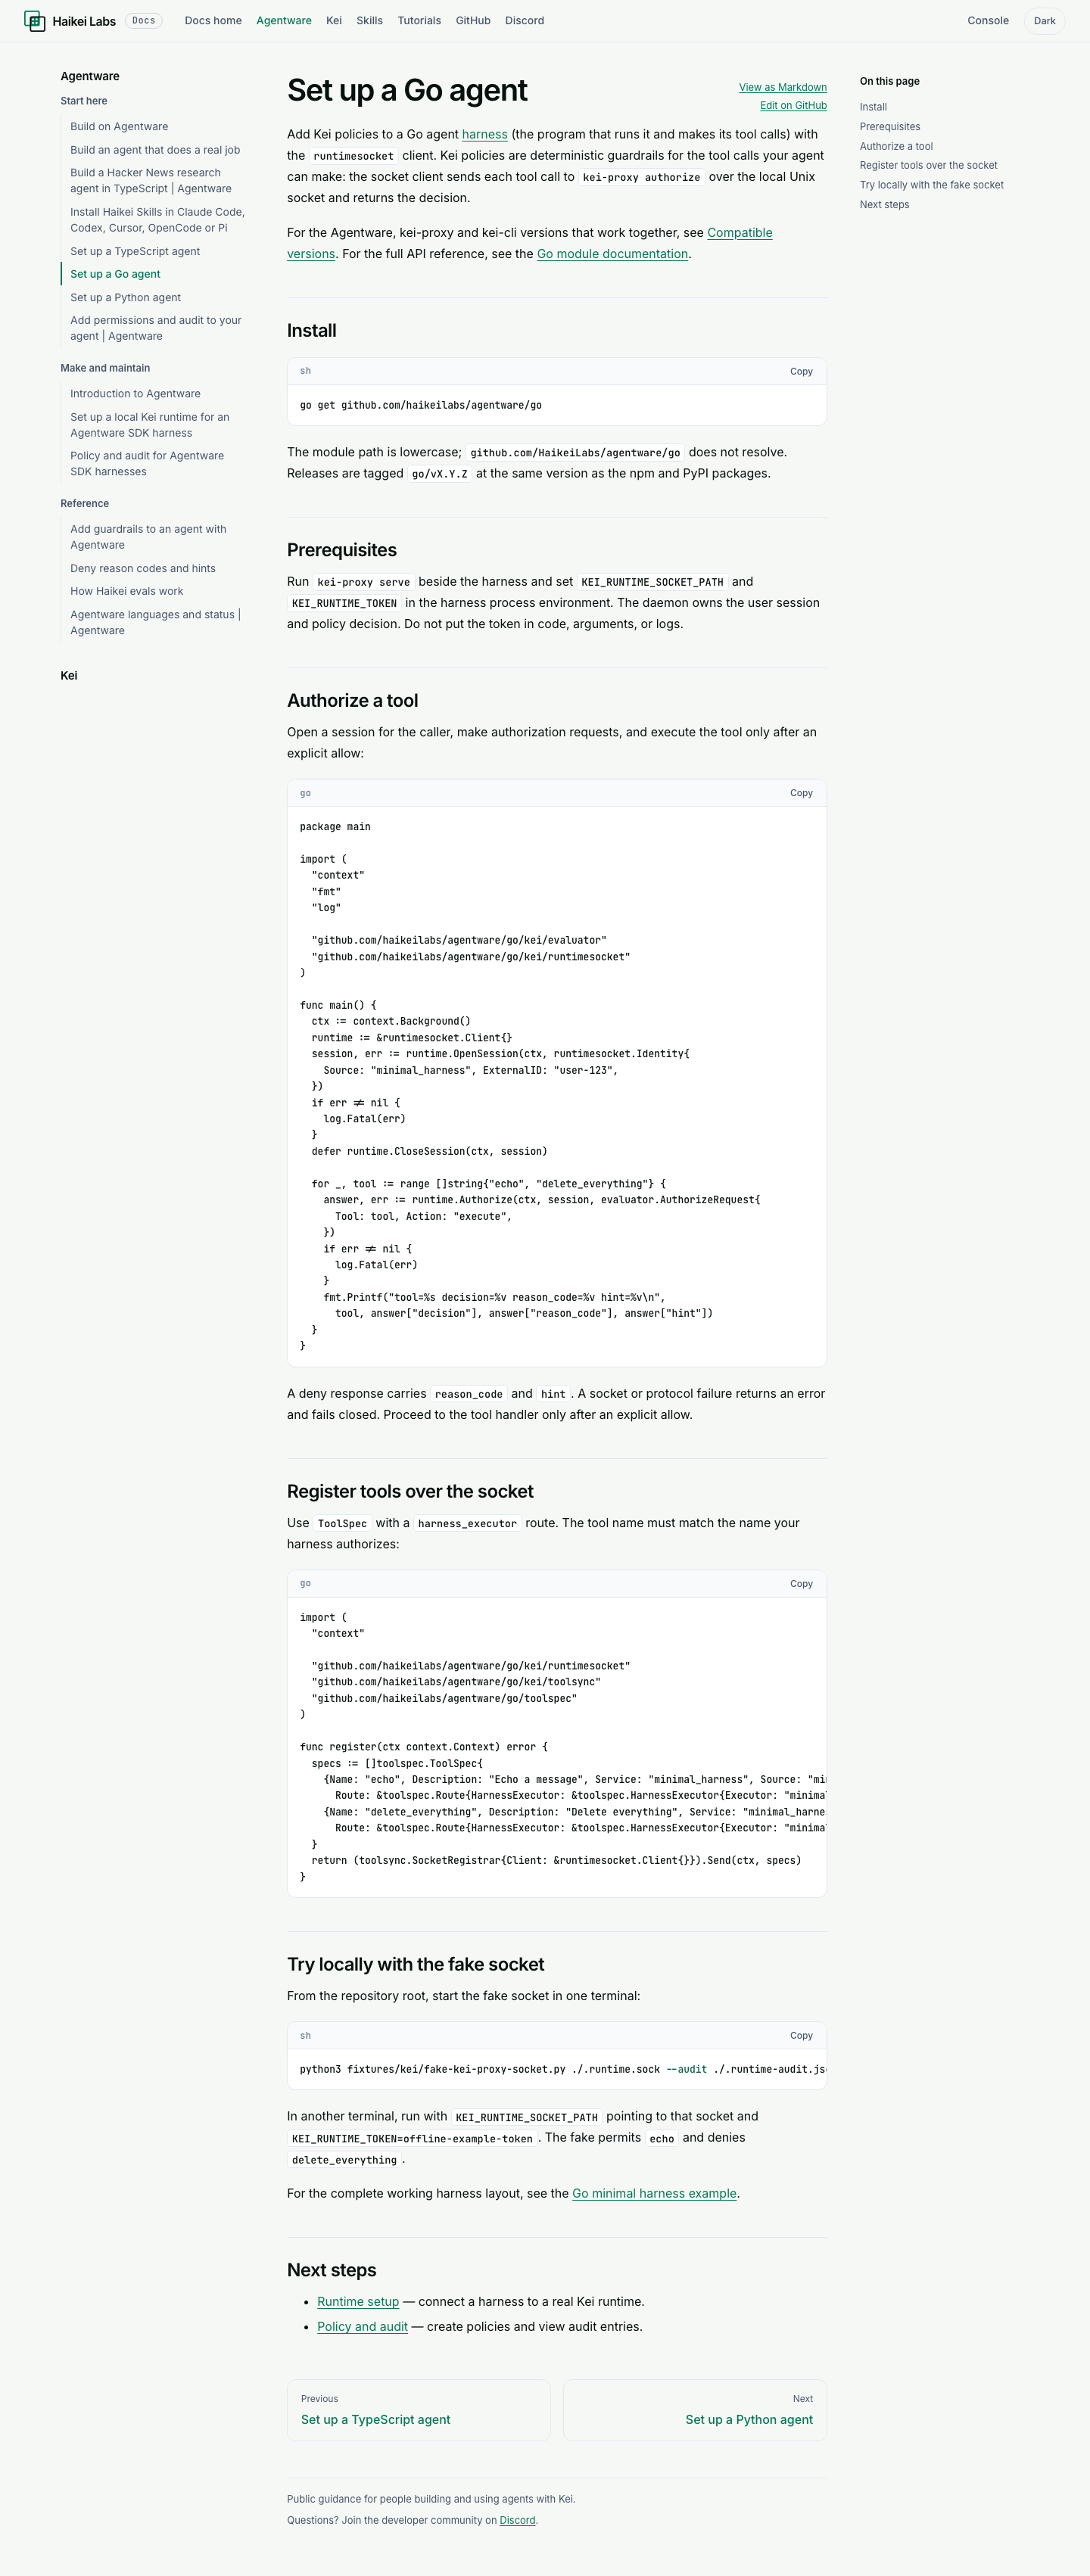 Haikei Labs Docs Docs home Agentware Kei Skills Tutorials GitHub Discord Console Dark
Agentware
Start here
Build on Agentware
Build an agent that does a real job
Build a Hacker News research
agent in TypeScript | Agentware
Install Haikei Skills in Claude Code,
Codex, Cursor, OpenCode or Pi
Set up a TypeScript agent
Set up a Go agent
Set up a Python agent
Add permissions and audit to your
agent | Agentware
Make and maintain
Introduction to Agentware
Set up a local Kei runtime for an
Agentware SDK harness
Policy and audit for Agentware
SDK harnesses
Reference
Add guardrails to an agent with
Agentware
Deny reason codes and hints
How Haikei evals work
Agentware languages and status |
Agentware
Kei
Set up a Go agent
View as Markdown
Edit on GitHub
Add Kei policies to a Go agent harness (the program that runs it and makes its tool calls) with
the runtimesocket client. Kei policies are deterministic guardrails for the tool calls your agent
can make: the socket client sends each tool call to kei-proxy authorize over the local Unix
socket and returns the decision.
For the Agentware, kei-proxy and kei-cli versions that work together, see Compatible
versions. For the full API reference, see the Go module documentation.
Install
sh Copy
go get github.com/haikeilabs/agentware/go
The module path is lowercase; github.com/HaikeiLabs/agentware/go does not resolve.
Releases are tagged go/vX.Y.Z at the same version as the npm and PyPI packages.
Prerequisites
Run kei-proxy serve beside the harness and set KEI_RUNTIME_SOCKET_PATH and
KEI_RUNTIME_TOKEN in the harness process environment. The daemon owns the user session
and policy decision. Do not put the token in code, arguments, or logs.
Authorize a tool
Open a session for the caller, make authorization requests, and execute the tool only after an
explicit allow:
go Copy
package main
import (
"context"
"fmt"
"log"
"github.com/haikeilabs/agentware/go/kei/evaluator"
"github.com/haikeilabs/agentware/go/kei/runtimesocket"
)
func main() {
ctx := context.Background()
runtime := &runtimesocket.Client{}
session, err := runtime.OpenSession(ctx, runtimesocket.Identity{
Source: "minimal_harness", ExternalID: "user-123",
})
if err != nil {
log.Fatal(err)
}
defer runtime.CloseSession(ctx, session)
for _, tool := range []string{"echo", "delete_everything"} {
answer, err := runtime.Authorize(ctx, session, evaluator.AuthorizeRequest{
Tool: tool, Action: "execute",
})
if err != nil {
log.Fatal(err)
}
fmt.Printf("tool=%s decision=%v reason_code=%v hint=%v\n",
tool, answer["decision"], answer["reason_code"], answer["hint"])
}
}
A deny response carries reason_code and hint. A socket or protocol failure returns an error
and fails closed. Proceed to the tool handler only after an explicit allow.
Register tools over the socket
Use ToolSpec with a harness_executor route. The tool name must match the name your
harness authorizes:
go Copy
import (
"context"
"github.com/haikeilabs/agentware/go/kei/runtimesocket"
"github.com/haikeilabs/agentware/go/kei/toolsync"
"github.com/haikeilabs/agentware/go/toolspec"
)
func register(ctx context.Context) error {
specs := []toolspec.ToolSpec{
{Name: "echo", Description: "Echo a message", Service: "minimal_harness", Source: "mi
Route: &toolspec.Route{HarnessExecutor: &toolspec.HarnessExecutor{Executor: "minimal
{Name: "delete_everything", Description: "Delete everything", Service: "minimal_harne
Route: &toolspec.Route{HarnessExecutor: &toolspec.HarnessExecutor{Executor: "minimal
}
return (toolsync.SocketRegistrar{Client: &runtimesocket.Client{}}).Send(ctx, specs)
}
Try locally with the fake socket
From the repository root, start the fake socket in one terminal:
sh Copy
python3 fixtures/kei/fake-kei-proxy-socket.py ./.runtime.sock --audit ./.runtime-audit.js
In another terminal, run with KEI_RUNTIME_SOCKET_PATH pointing to that socket and
KEI_RUNTIME_TOKEN=offline-example-token. The fake permits echo and denies
delete_everything.
For the complete working harness layout, see the Go minimal harness example.
Next steps
• Runtime setup — connect a harness to a real Kei runtime.
• Policy and audit — create policies and view audit entries.
Previous
Set up a TypeScript agent
Next
Set up a Python agent
Public guidance for people building and using agents with Kei.
Questions? Join the developer community on Discord.
On this page
Install
Prerequisites
Authorize a tool
Register tools over the socket
Try locally with the fake socket
Next steps